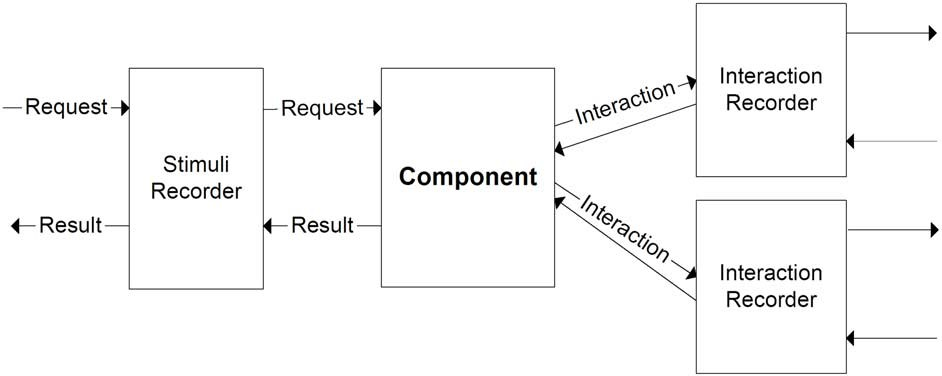 Request
Result
Stimuli
Recorder
Request
Result
Component
Interaction
Interaction
Interaction
Recorder
Interaction
Recorder